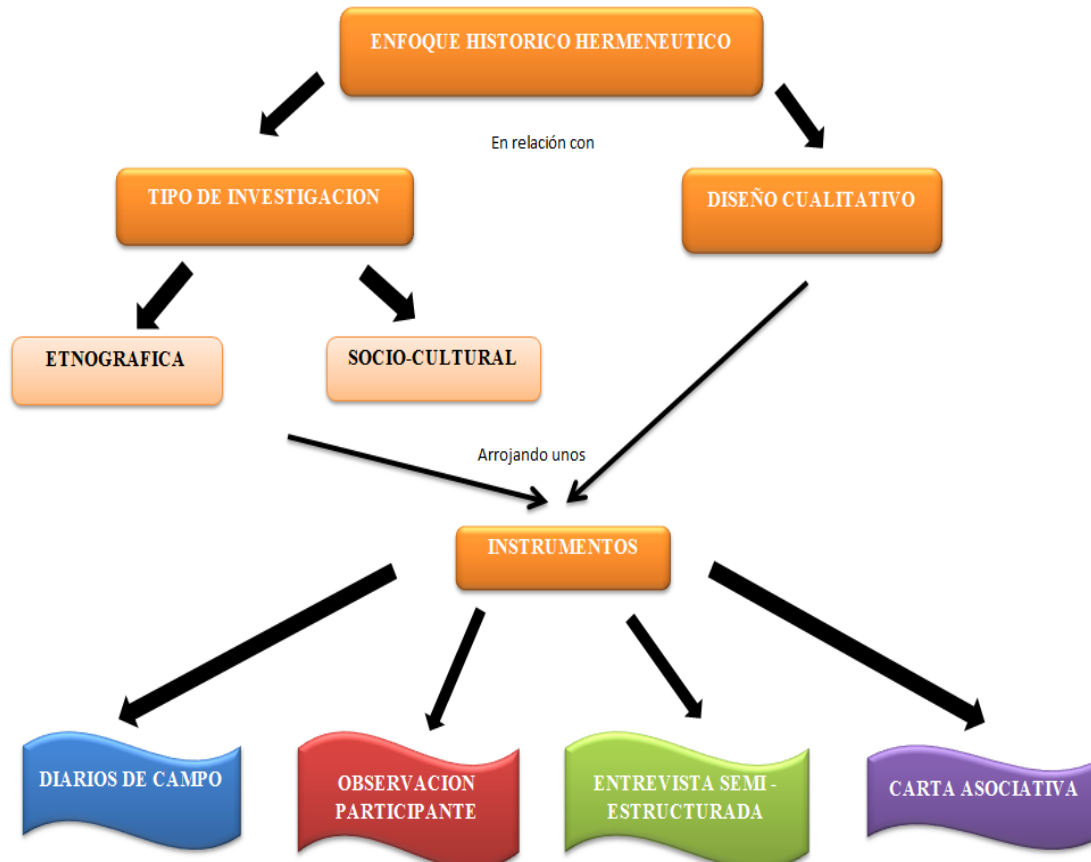 ENFOQUE HISTORICO HERMENEUTICO
En relación con
TIPO DE INVESTIGACION
DISEÑO CUALITATIVO
ETNOGRAFICA
SOCIO-CULTURAL
Arrojando unos
INSTRUMENTOS
DIARIOS DE CAMPO
OBSERVACION
PARTICIPANTE
ENTREVISTA SEMI -
ESTRUCTURADA
CARTA ASOCIATIVA